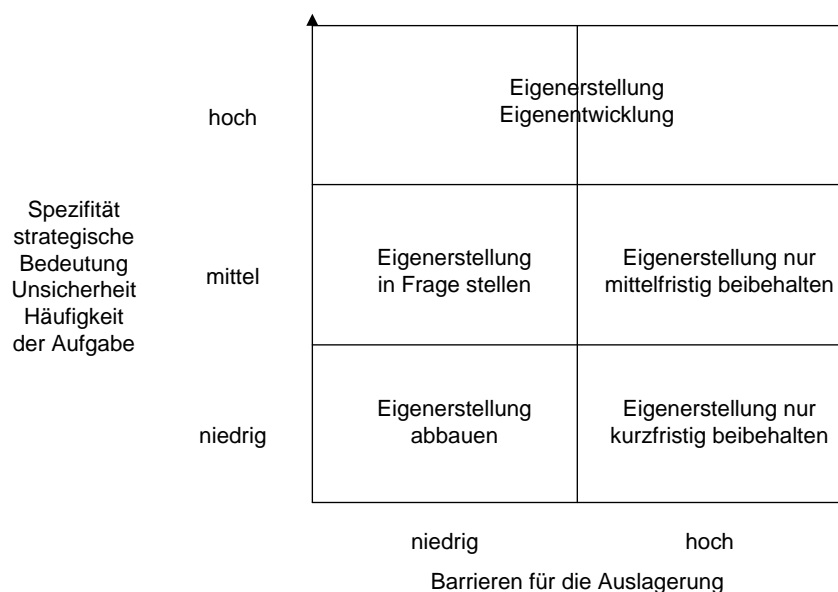 Eigenerstellung
Eigenentwicklung
hoch
Spezifität
strategische
Bedeutung
Unsicherheit
Häufigkeit
der Aufgabe
mittel
Eigenerstellung
in Frage stellen
Eigenerstellung nur
mittelfristig beibehalten
niedrig
Eigenerstellung
abbauen
Eigenerstellung nur
kurzfristig beibehalten
niedrig
hoch
Barrieren für die Auslagerung